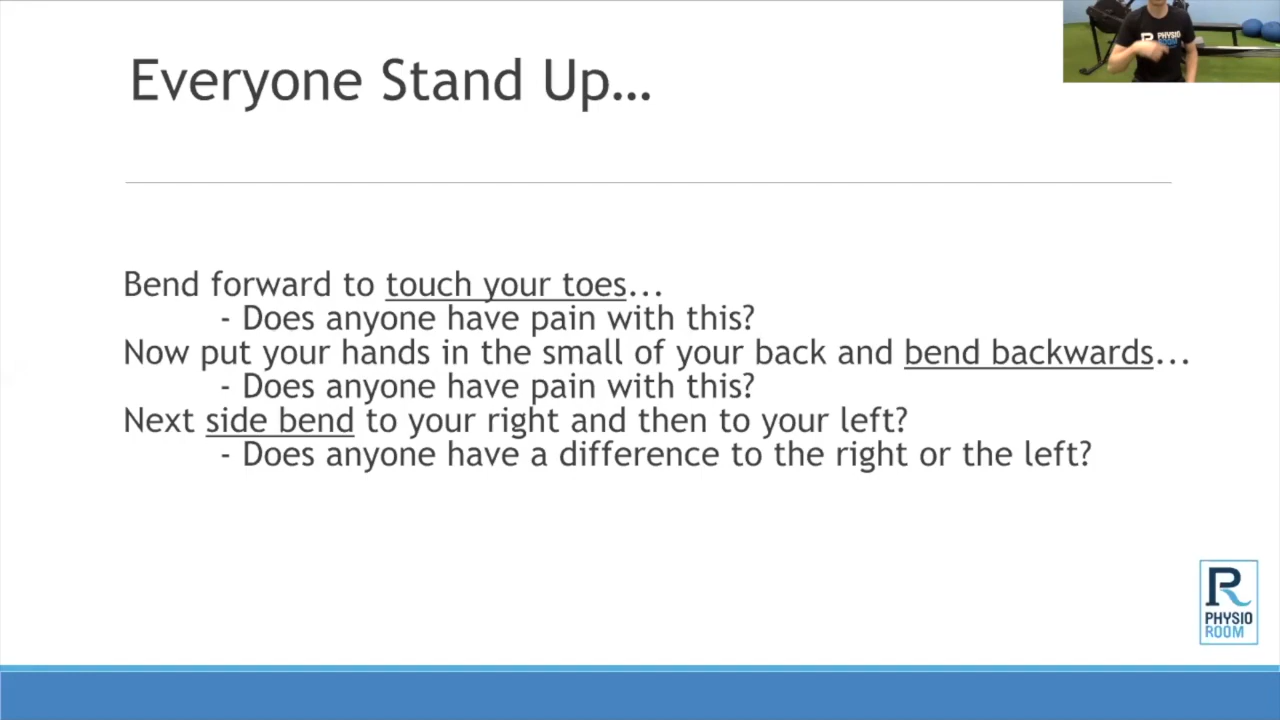 Everyone Stand Up...
Bend forward to touch your toes...
- Does anyone have pain with this?
Now put your hands in the small of your back and bend backwards...
- Does anyone have pain with this?
Next side bend to your right and then to your left?
- Does anyone have a difference to the right or the left?
R
PHYSIO
ROOM
R PHYSIO
ROOM